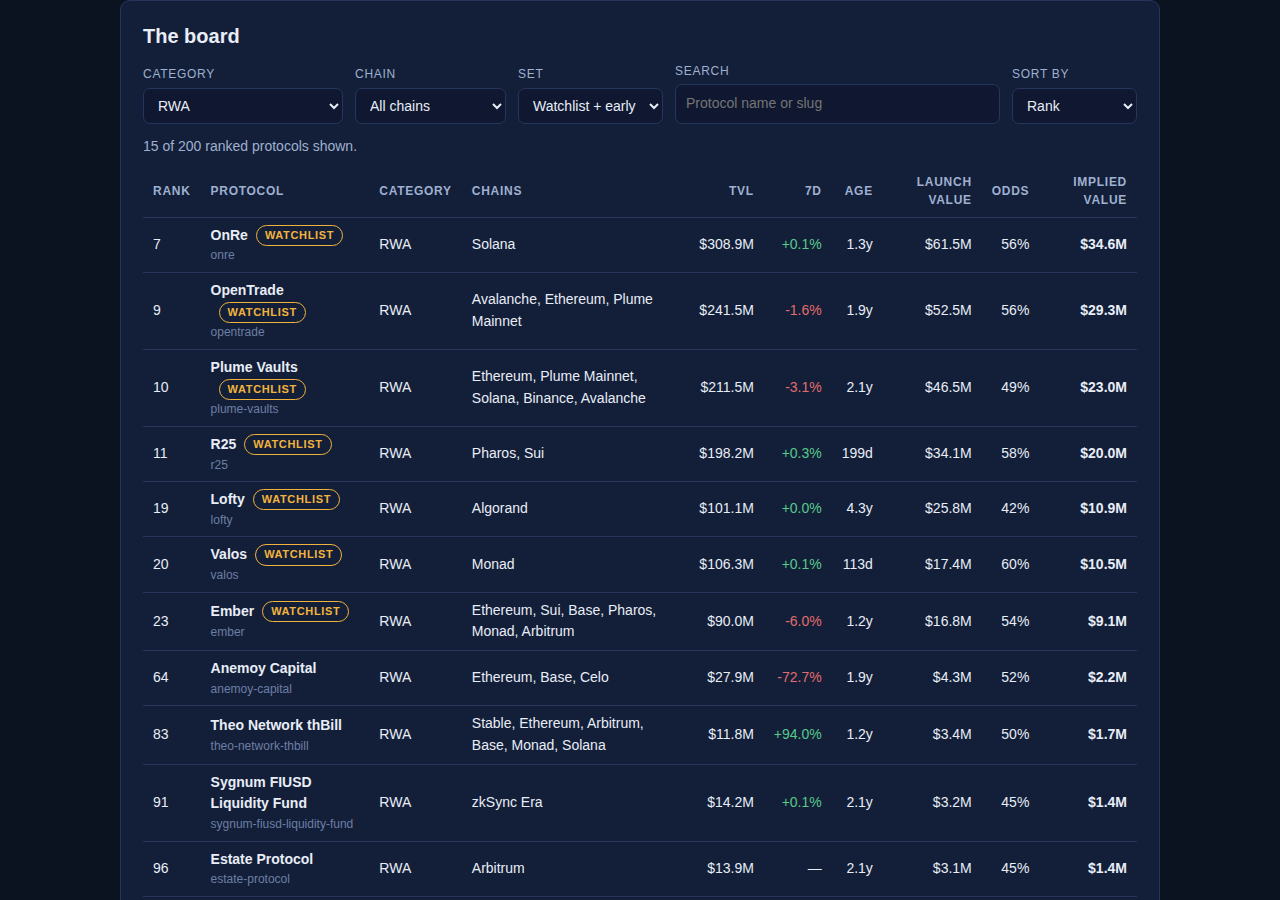 The board
CATEGORY CHAIN SET SEARCH SORT BY
RWA All chains Watchlist + early Protocol name or slug Rank
15 of 200 ranked protocols shown.
RANK PROTOCOL CATEGORY CHAINS TVL 7D AGE LAUNCH VALUE ODDS IMPLIED VALUE
7 OnRe WATCHLIST RWA Solana $308.9M +0.1% 1.3y $61.5M 56% $34.6M
onre
9 OpenTrade WATCHLIST RWA Avalanche, Ethereum, Plume Mainnet $241.5M -1.6% 1.9y $52.5M 56% $29.3M
opentrade
10 Plume Vaults WATCHLIST RWA Ethereum, Plume Mainnet, Solana, Binance, Avalanche $211.5M -3.1% 2.1y $46.5M 49% $23.0M
plume-vaults
11 R25 WATCHLIST RWA Pharos, Sui $198.2M +0.3% 199d $34.1M 58% $20.0M
r25
19 Lofty WATCHLIST RWA Algorand $101.1M +0.0% 4.3y $25.8M 42% $10.9M
lofty
20 Valos WATCHLIST RWA Monad $106.3M +0.1% 113d $17.4M 60% $10.5M
valos
23 Ember WATCHLIST RWA Ethereum, Sui, Base, Pharos, Monad, Arbitrum $90.0M -6.0% 1.2y $16.8M 54% $9.1M
ember
64 Anemoy Capital RWA Ethereum, Base, Celo $27.9M -72.7% 1.9y $4.3M 52% $2.2M
anemoy-capital
83 Theo Network thBill RWA Stable, Ethereum, Arbitrum, Base, Monad, Solana $11.8M +94.0% 1.2y $3.4M 50% $1.7M
theo-network-thbill
91 Sygnum FIUSD Liquidity Fund RWA zkSync Era $14.2M +0.1% 2.1y $3.2M 45% $1.4M
sygnum-fiusd-liquidity-fund
96 Estate Protocol RWA Arbitrum $13.9M — 2.1y $3.1M 45% $1.4M
estate-protocol